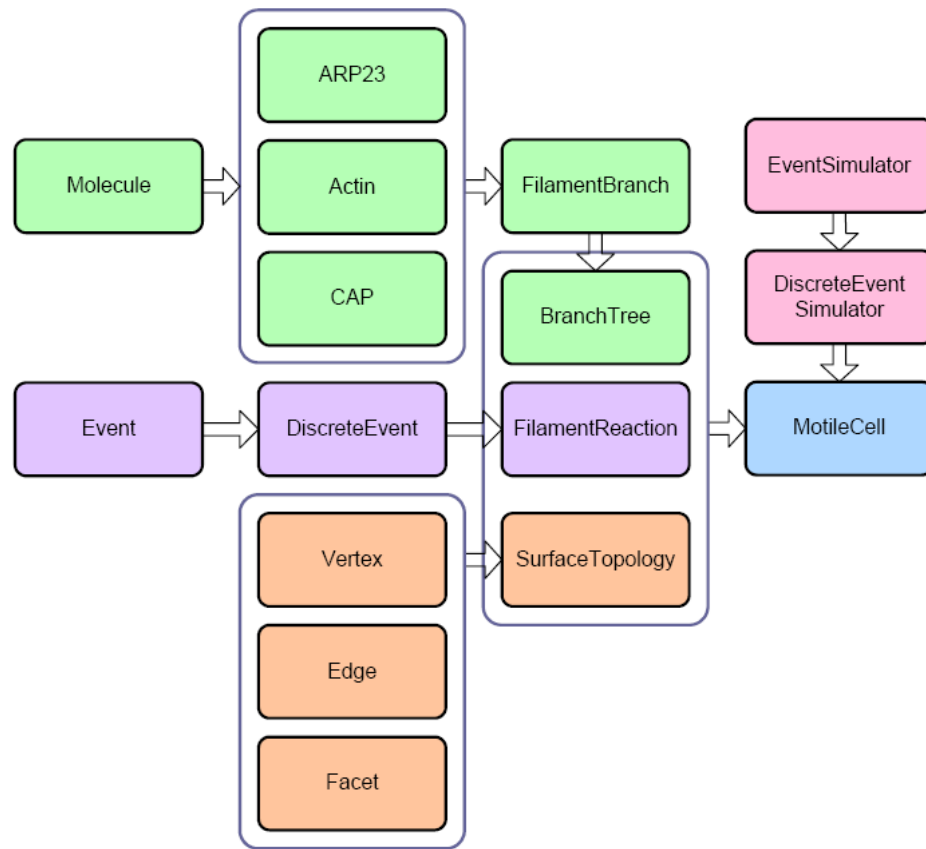 ARP23
Molecule
Actin
FilamentBranch
EventSimulator
CAP
BranchTree
DiscreteEvent
Simulator
Event
DiscreteEvent
FilamentReaction
MotileCell
Vertex
SurfaceTopology
Edge
Facet